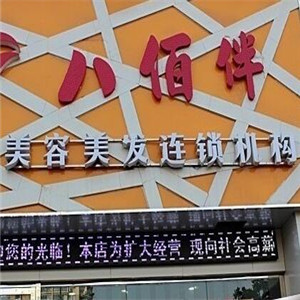 八佰伴
美容美发连锁机构
迎您的光临！本店为扩大经营 现向社会高薪